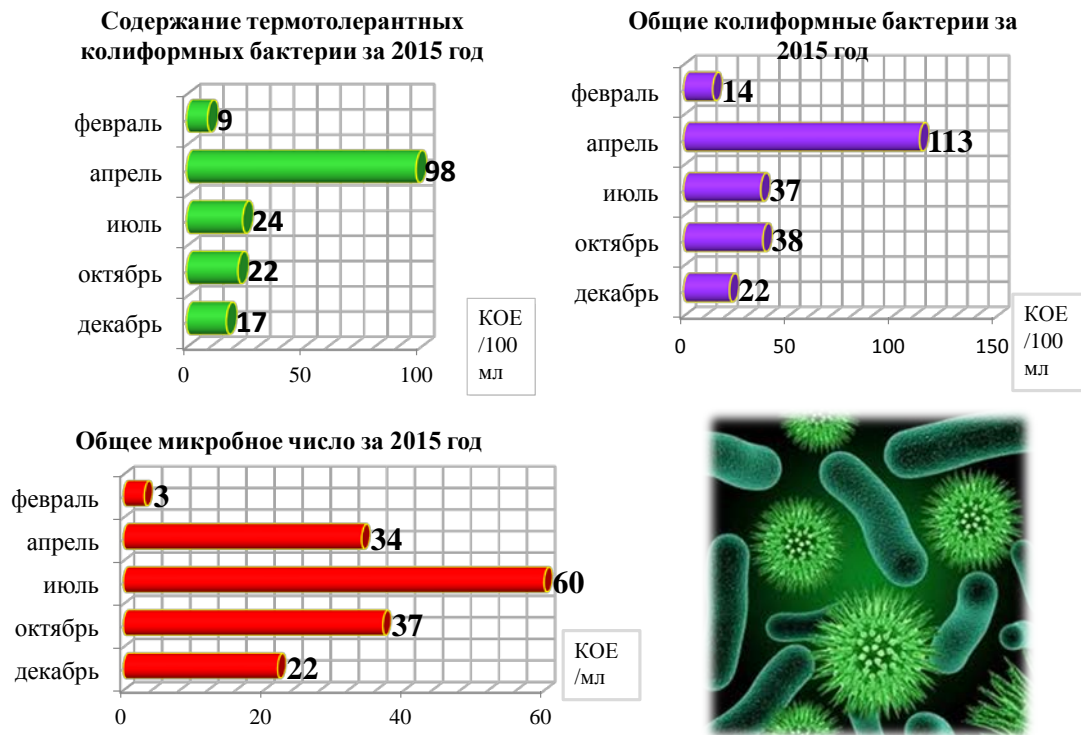 Содержание термотолерантных
колиформных бактерии за 2015 год
февраль 9
апрель 98
июль 24
октябрь 22
декабрь 17
0 50 100
КОЕ
/100
мл
Общие колиформные бактерии за
2015 год
февраль 14
апрель 113
июль 37
октябрь 38
декабрь 22
0 50 100 150
КОЕ
/100
мл
Общее микробное число за 2015 год
февраль 3
апрель 34
июль 60
октябрь 37
декабрь 22
0 20 40 60
КОЕ
/мл